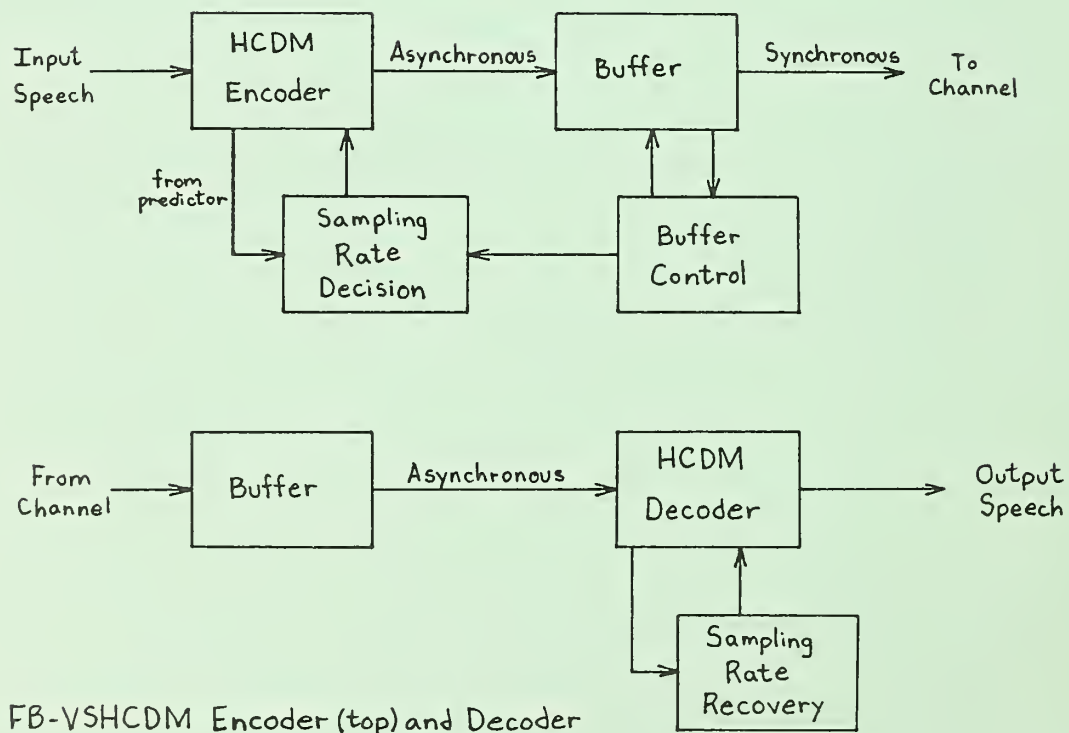 Input
Speech
HCDM
Encoder
Asynchronous
Buffer
Synchronous
To
Channel
from
predictor
Sampling
Rate
Decision
Buffer
Control
From
Channel
Buffer
Asynchronous
HCDM
Decoder
Output
Speech
Sampling
Rate
Recovery
FB-VSHCDM Encoder (top) and Decoder